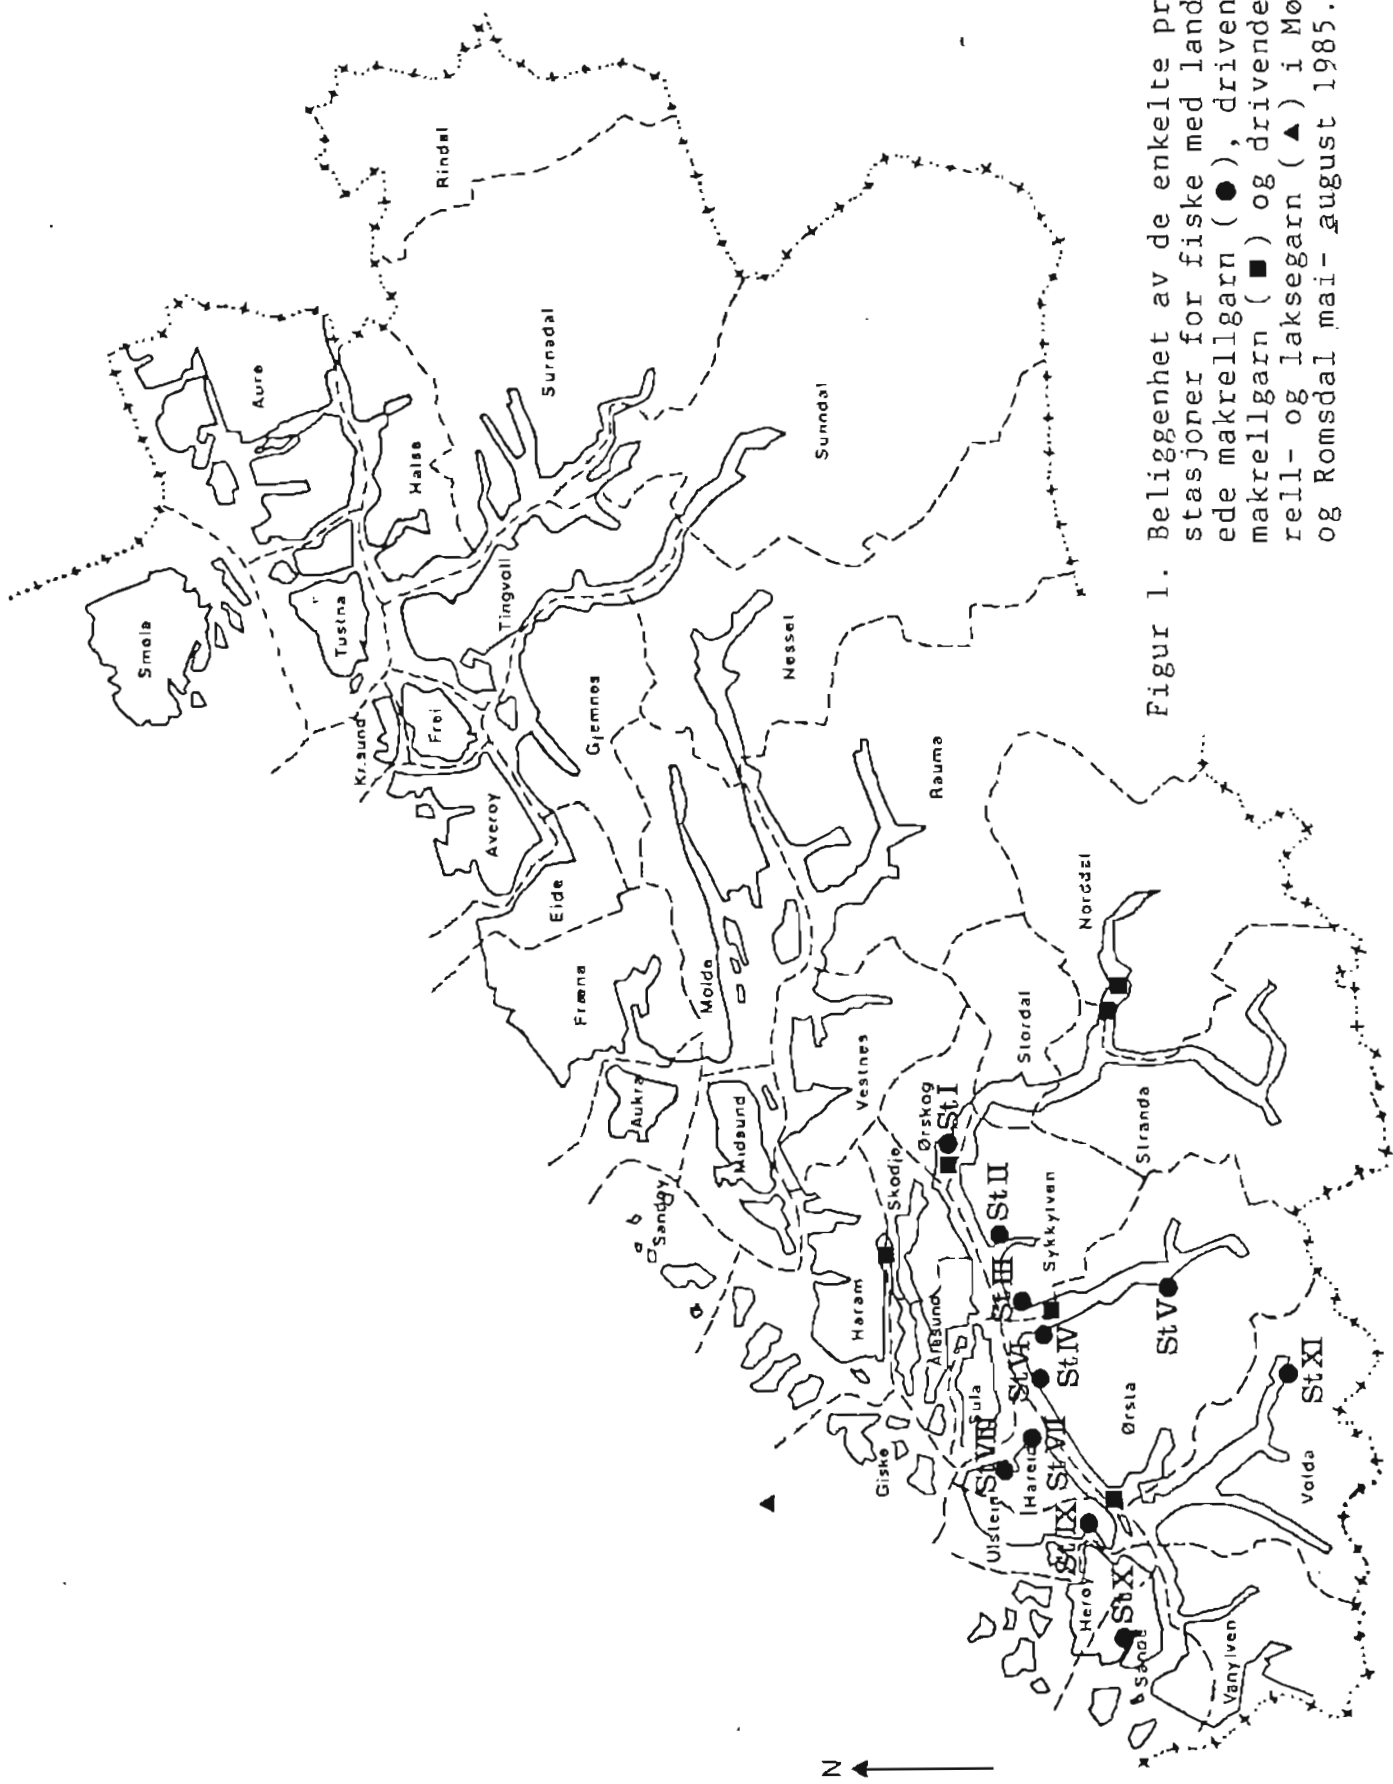 Figur 1. Beliggenhet av de enkelte pr
stasjoner for fiske med land
ede makrellgarn (●), driven
makrellgarn (■) og drivende
rell- og laksegarn (▲) i Mø
og Romsdal mai- august 1985.
Rindal
Aure
Surnadal
Halsa
Sunndal
Smøla
Tustna
Tingvoll
Kr.sund
Frei
Gjemnes
Nesset
Averøy
Eide
Rauma
Fræna
Molde
Norddal
Aukra
Midsund
Vestnes
Stordal
Sandøy
Ørskog
St I
Skodje
Stranda
St II
Sykkylven
Haram
St III
Ålesund
St IV
St V
St VI
Sula
Giske
Ørsta
St XI
St VIII
St VII
Hareid
Ulstein
Volda
St IX
Herøy
St X
Sande
Vanylven
N